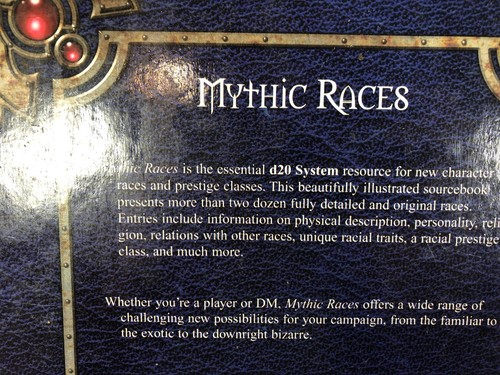 MYTHIC RACES
Mythic Races is the essential d20 System resource for new character
races and prestige classes. This beautifully illustrated sourcebook
presents more than two dozen fully detailed and original races.
Entries include information on physical description, personality, reli
gion, relations with other races, unique racial traits, a racial prestige
class, and much more.
Whether you're a player or DM, Mythic Races offers a wide range of
challenging new possibilities for your campaign, from the familiar to
the exotic to the downright bizarre.